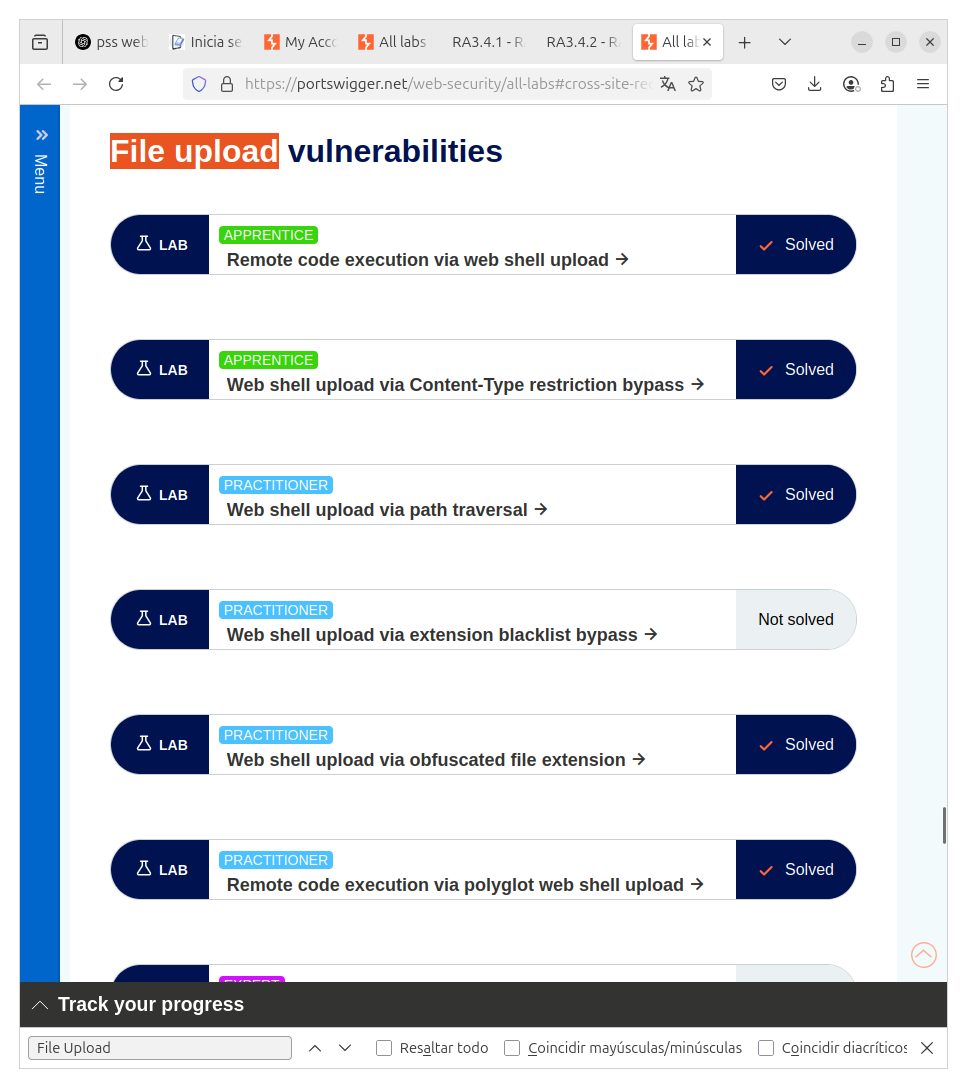 pss web
Inicia se
My Acco
All labs
RA3.4.1 - R
RA3.4.2 - R
All lab
https://portswigger.net/web-security/all-labs#cross-site-re
Menu
File upload vulnerabilities
LAB
APPRENTICE
Remote code execution via web shell upload
Solved
LAB
APPRENTICE
Web shell upload via Content-Type restriction bypass
Solved
LAB
PRACTITIONER
Web shell upload via path traversal
Solved
LAB
PRACTITIONER
Web shell upload via extension blacklist bypass
Not solved
LAB
PRACTITIONER
Web shell upload via obfuscated file extension
Solved
LAB
PRACTITIONER
Remote code execution via polyglot web shell upload
Solved
EXPERT
Track your progress
File Upload
Resaltar todo
Coincidir mayúsculas/minúsculas
Coincidir diacríticos